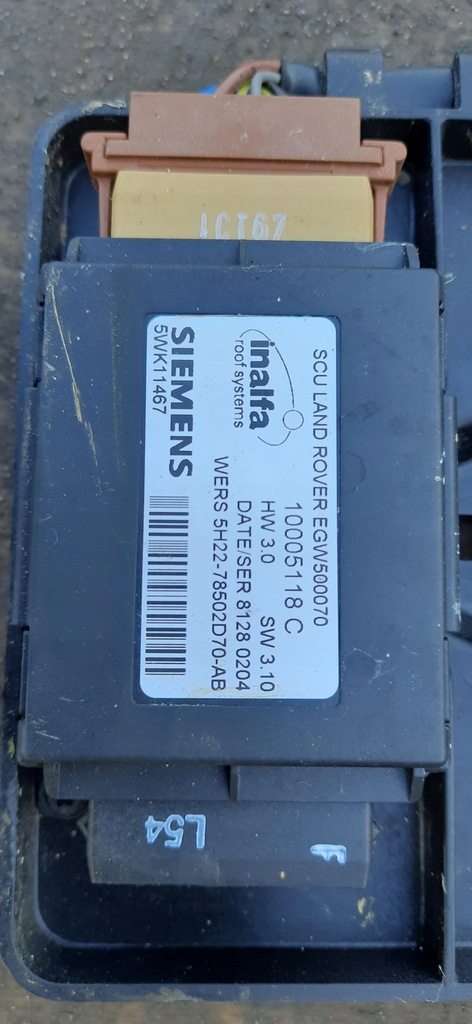 1CT67
SCU LAND ROVER EGW500070
10005118 C
inalfa
roof systems
HW 3.0 SW 3.10
DATE/SER 8128 0204
WERS 5H22-78502D70-AB
SIEMENS
5WK11467
L54